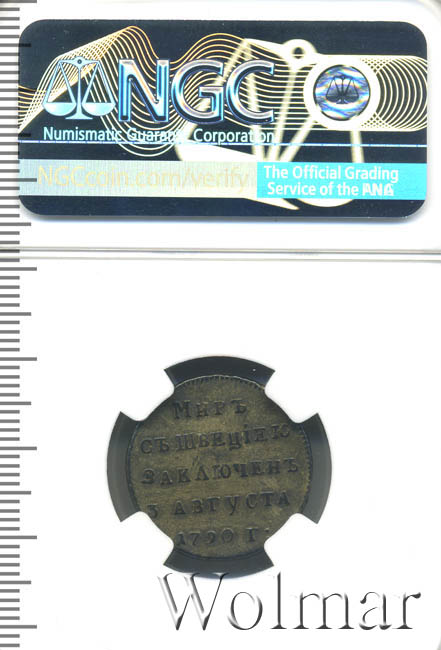 NGC
Numismatic Guaranty Corporation
NGCcoin.com/verify
The Official Grading
Service of the ANA
МИРЪ
СЪ ШВЕЦІЕЮ
ЗАКЛЮЧЕНЪ
3 АВГУСТА
1790 Г.
Wolmar